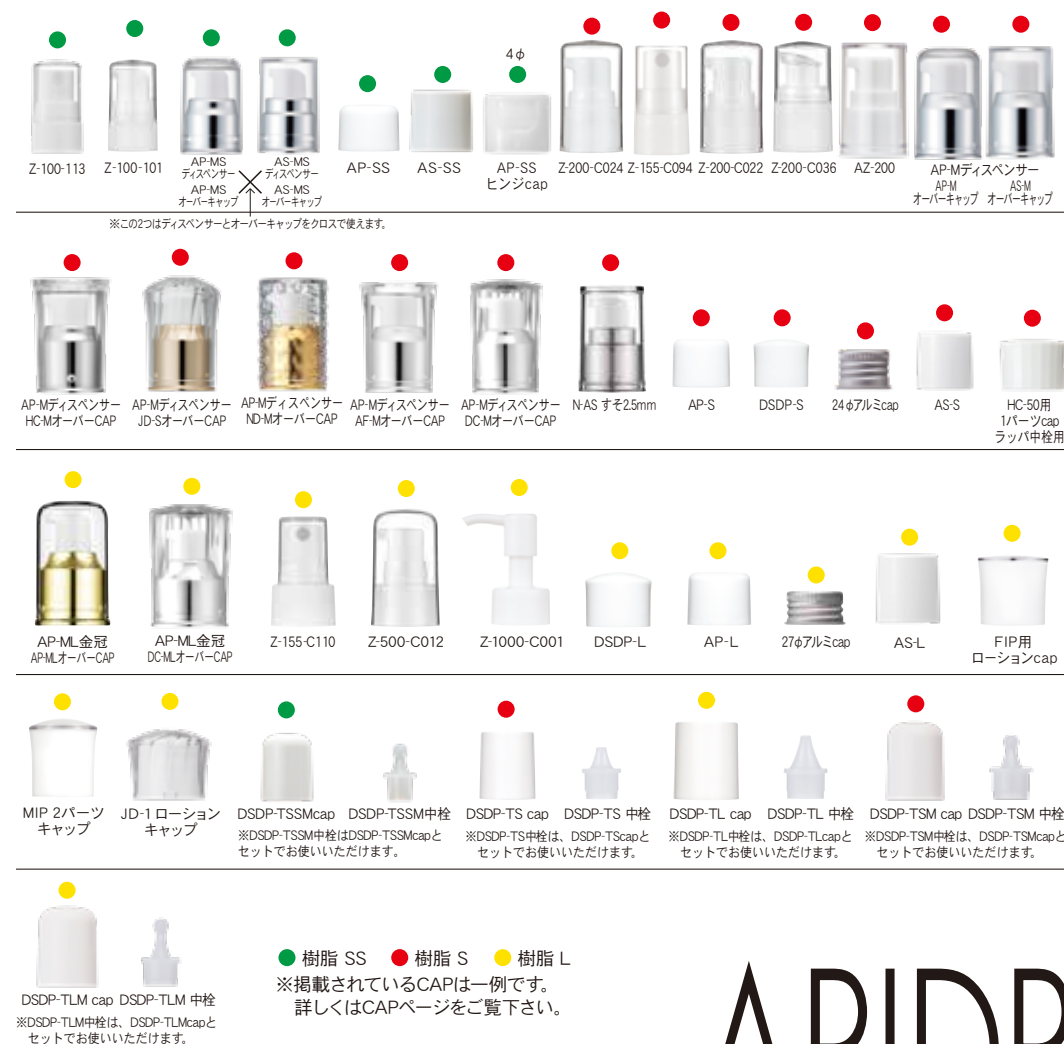 4φ
Z-100-113
Z-100-101
AP-MS
ディスペンサー
AP-MS
オーバーキャップ
AS-MS
ディスペンサー
AS-MS
オーバーキャップ
AP-SS
AS-SS
AP-SS
ヒンジcap
Z-200-C024
Z-155-C094
Z-200-C022
Z-200-C036
AZ-200
AP-Mディスペンサー
AP-M
オーバーキャップ
AS-M
オーバーキャップ
※この2つはディスペンサーとオーバーキャップをクロスで使えます。
AP-Mディスペンサー
HC-MオーバーCAP
AP-Mディスペンサー
JD-SオーバーCAP
AP-Mディスペンサー
ND-MオーバーCAP
AP-Mディスペンサー
AF-MオーバーCAP
AP-Mディスペンサー
DC-MオーバーCAP
N-AS すそ2.5mm
AP-S
DSDP-S
24φアルミcap
AS-S
HC-50用
1パーツcap
ラッパ中栓用
AP-ML金冠
AP-MLオーバーCAP
AP-ML金冠
DC-MLオーバーCAP
Z-155-C110
Z-500-C012
Z-1000-C001
DSDP-L
AP-L
27φアルミcap
AS-L
FIP用
ローションcap
MIP 2パーツ
キャップ
JD-1 ローション
キャップ
DSDP-TSSMcap
DSDP-TSSM中栓
※DSDP-TSSM中栓はDSDP-TSSMcapと
セットでお使いいただけます。
DSDP-TS cap
DSDP-TS 中栓
※DSDP-TS中栓は、DSDP-TScapと
セットでお使いいただけます。
DSDP-TL cap
DSDP-TL 中栓
※DSDP-TL中栓は、DSDP-TLcapと
セットでお使いいただけます。
DSDP-TSM cap
DSDP-TSM 中栓
※DSDP-TSM中栓は、DSDP-TSMcapと
セットでお使いいただけます。
DSDP-TLM cap
DSDP-TLM 中栓
※DSDP-TLM中栓は、DSDP-TLMcapと
セットでお使いいただけます。
樹脂 SS
樹脂 S
樹脂 L
※掲載されているCAPは一例です。
詳しくはCAPページをご覧下さい。